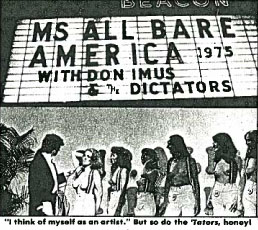 BEACON
MS ALL BARE
AMERICA 1975
WITH DON IMUS
& THE DICTATORS
"I think of myself as an artist." But so do the 'Tators, honey!